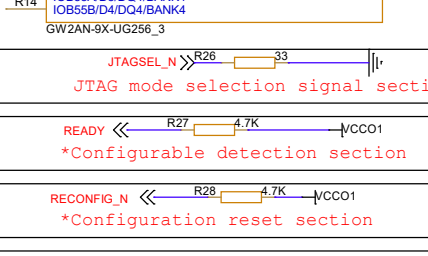 R14
IOB55B/D4/DQ4/BANK4
GW2AN-9X-UG256_3
JTAGSEL_N R26 33
JTAG mode selection signal secti
READY R27 4.7K VCCO1
*Configurable detection section
RECONFIG_N R28 4.7K VCCO1
*Configuration reset section